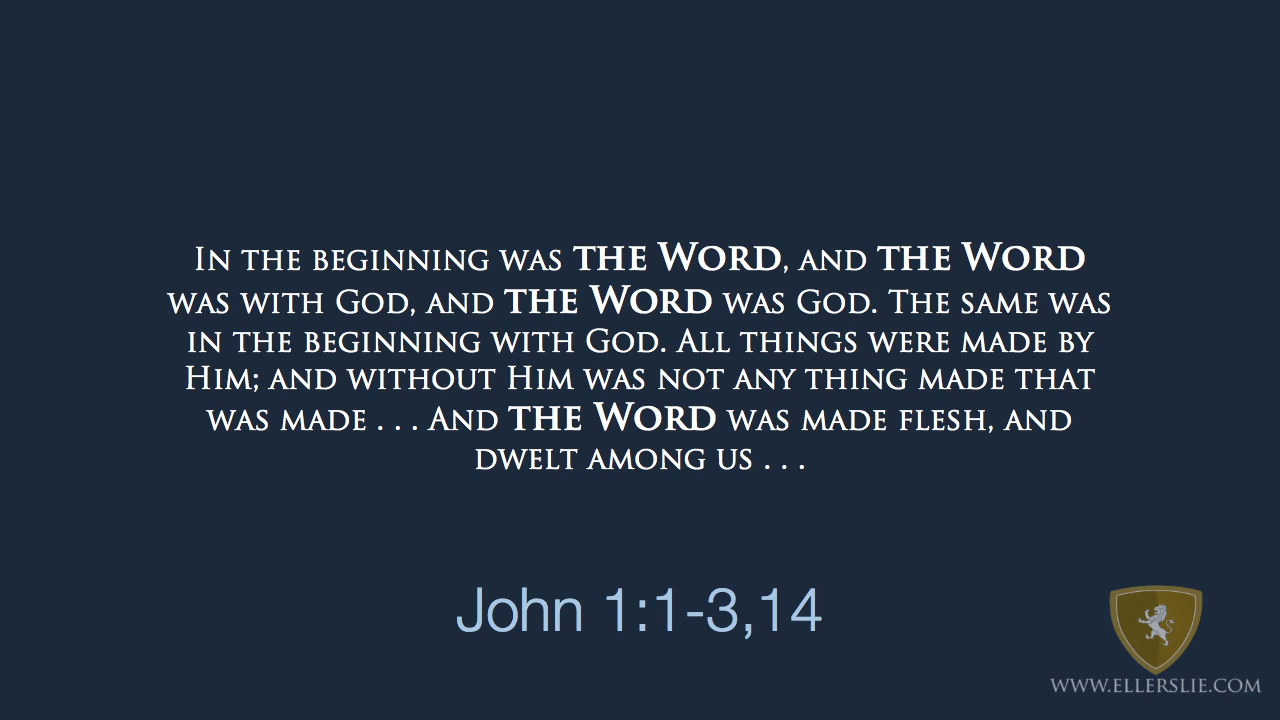 In the beginning was the Word, and the Word
was with God, and the Word was God. The same was
in the beginning with God. All things were made by
Him; and without Him was not any thing made that
was made . . . And the Word was made flesh, and
dwelt among us . . .
John 1:1-3,14
www.ellerslie.com